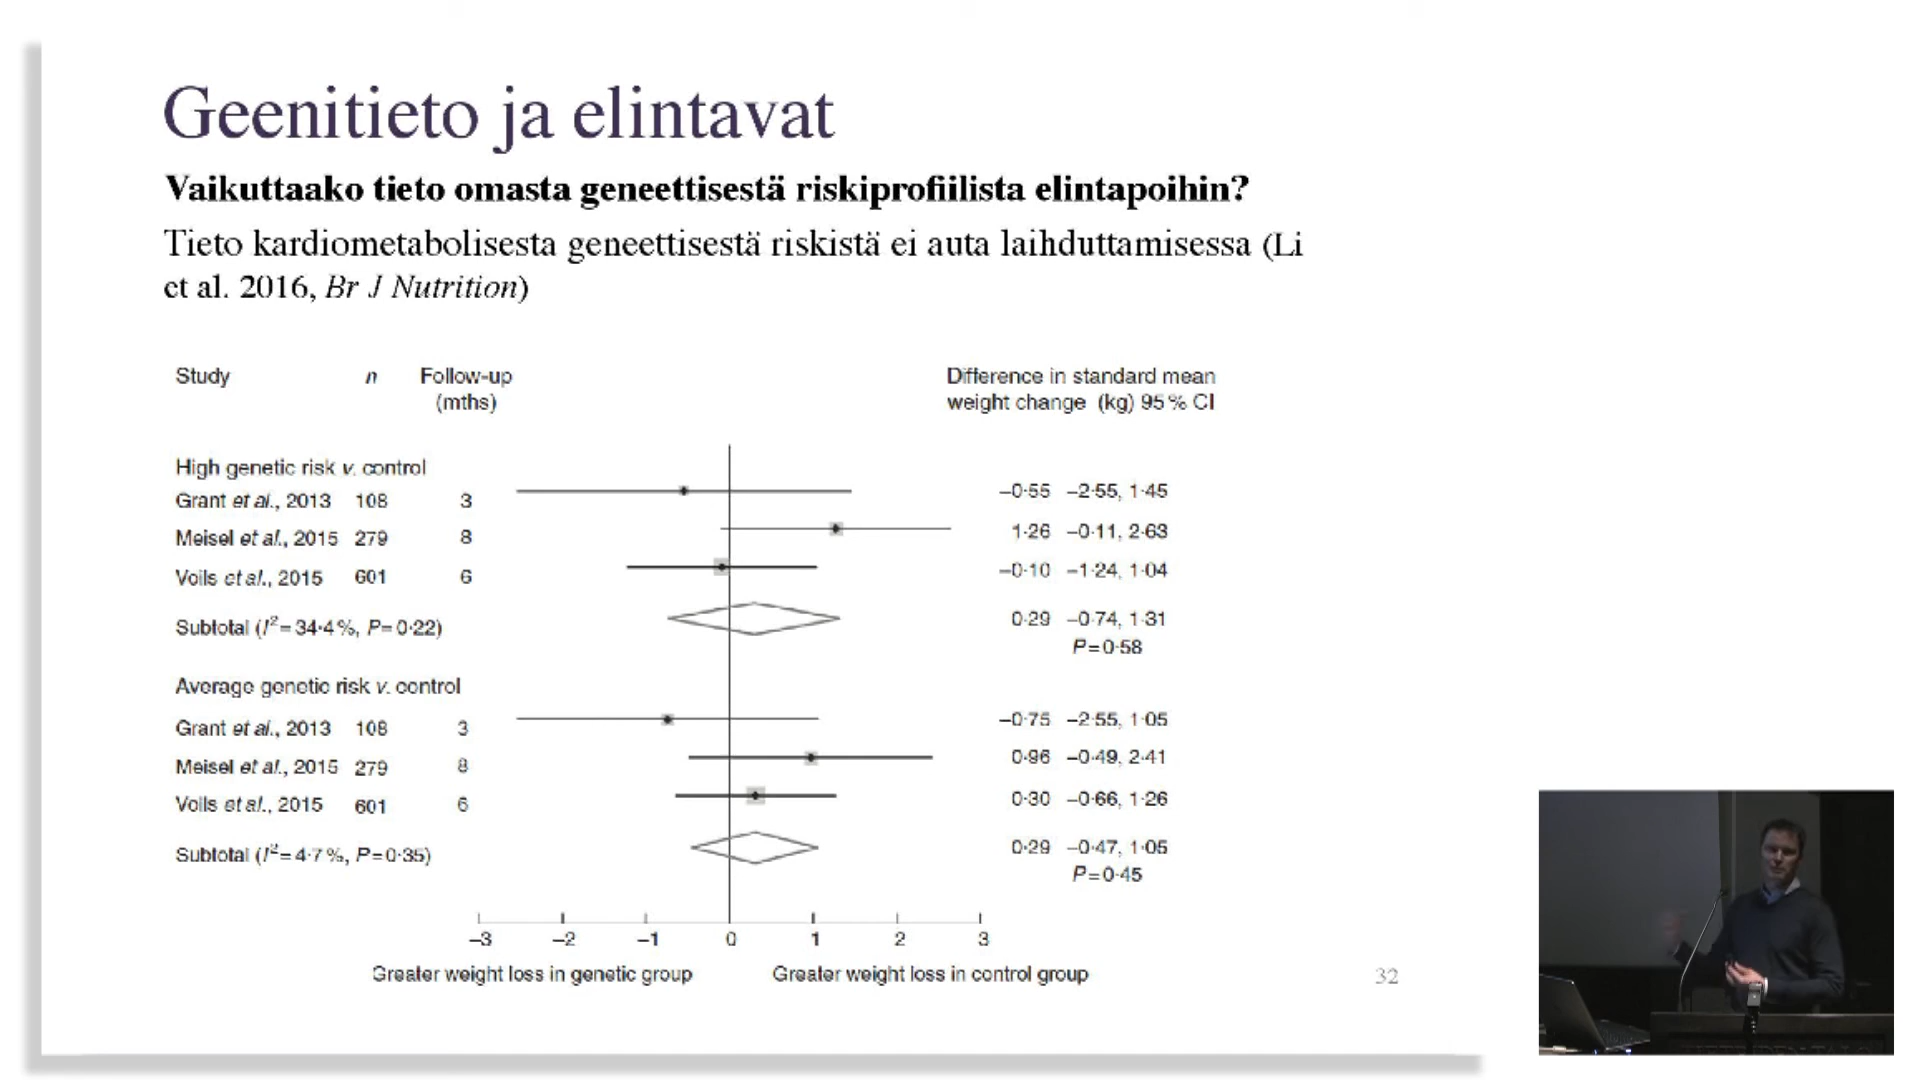 Geenitieto ja elintavat
Vaikuttaako tieto omasta geneettisestä riskiprofiilista elintapoihin?
Tieto kardiometabolisesta geneettisestä riskistä ei auta laihduttamisessa (Li
et al. 2016, Br J Nutrition)
Study n Follow-up Difference in standard mean
(mths) weight change (kg) 95 % CI
High genetic risk v. control
Grant et al., 2013 108 3 −0·55 −2·55, 1·45
Meisel et al., 2015 279 8 1·26 −0·11, 2·63
Voils et al., 2015 601 6 −0·10 −1·24, 1·04
Subtotal (I²=34·4 %, P=0·22) 0·29 −0·74, 1·31
P=0·58
Average genetic risk v. control
Grant et al., 2013 108 3 −0·75 −2·55, 1·05
Meisel et al., 2015 279 8 0·96 −0·49, 2·41
Voils et al., 2015 601 6 0·30 −0·66, 1·26
Subtotal (I²=4·7 %, P=0·35) 0·29 −0·47, 1·05
P=0·45
−3 −2 −1 0 1 2 3
Greater weight loss in genetic group Greater weight loss in control group
32